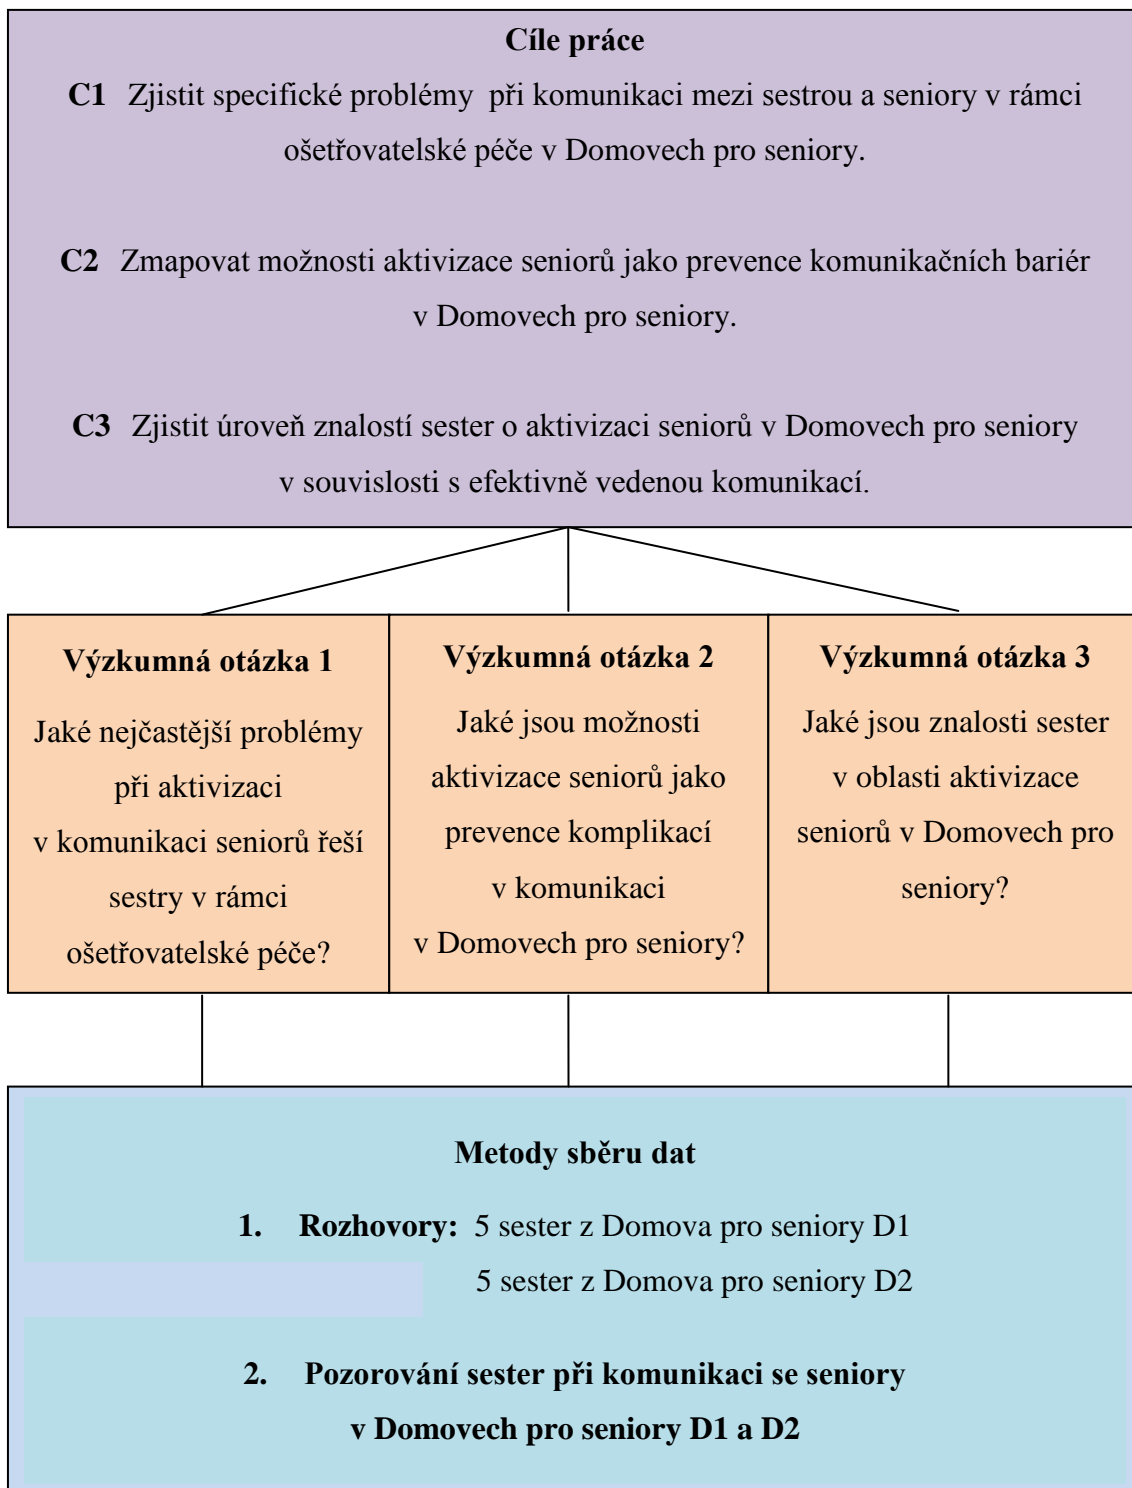 Cíle práce
C1 Zjistit specifické problémy při komunikaci mezi sestrou a seniory v rámci
ošetřovatelské péče v Domovech pro seniory.
C2 Zmapovat možnosti aktivizace seniorů jako prevence komunikačních bariér
v Domovech pro seniory.
C3 Zjistit úroveň znalostí sester o aktivizaci seniorů v Domovech pro seniory
v souvislosti s efektivně vedenou komunikací.
Výzkumná otázka 1
Jaké nejčastější problémy
při aktivizaci
v komunikaci seniorů řeší
sestry v rámci
ošetřovatelské péče?
Výzkumná otázka 2
Jaké jsou možnosti
aktivizace seniorů jako
prevence komplikací
v komunikaci
v Domovech pro seniory?
Výzkumná otázka 3
Jaké jsou znalosti sester
v oblasti aktivizace
seniorů v Domovech pro
seniory?
Metody sběru dat
1. Rozhovory: 5 sester z Domova pro seniory D1
5 sester z Domova pro seniory D2
2. Pozorování sester při komunikaci se seniory
v Domovech pro seniory D1 a D2